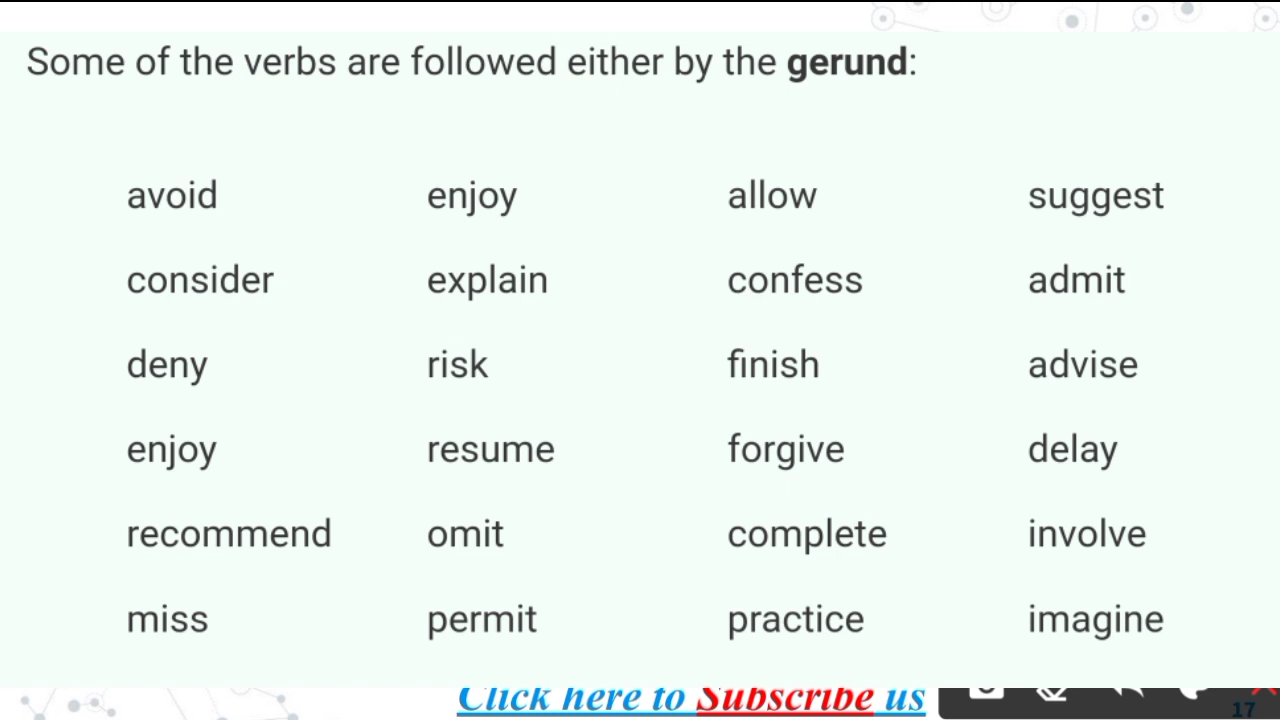 Some of the verbs are followed either by the gerund:
avoid enjoy allow suggest
consider explain confess admit
deny risk finish advise
enjoy resume forgive delay
recommend omit complete involve
miss permit practice imagine
Click here to Subscribe us
17